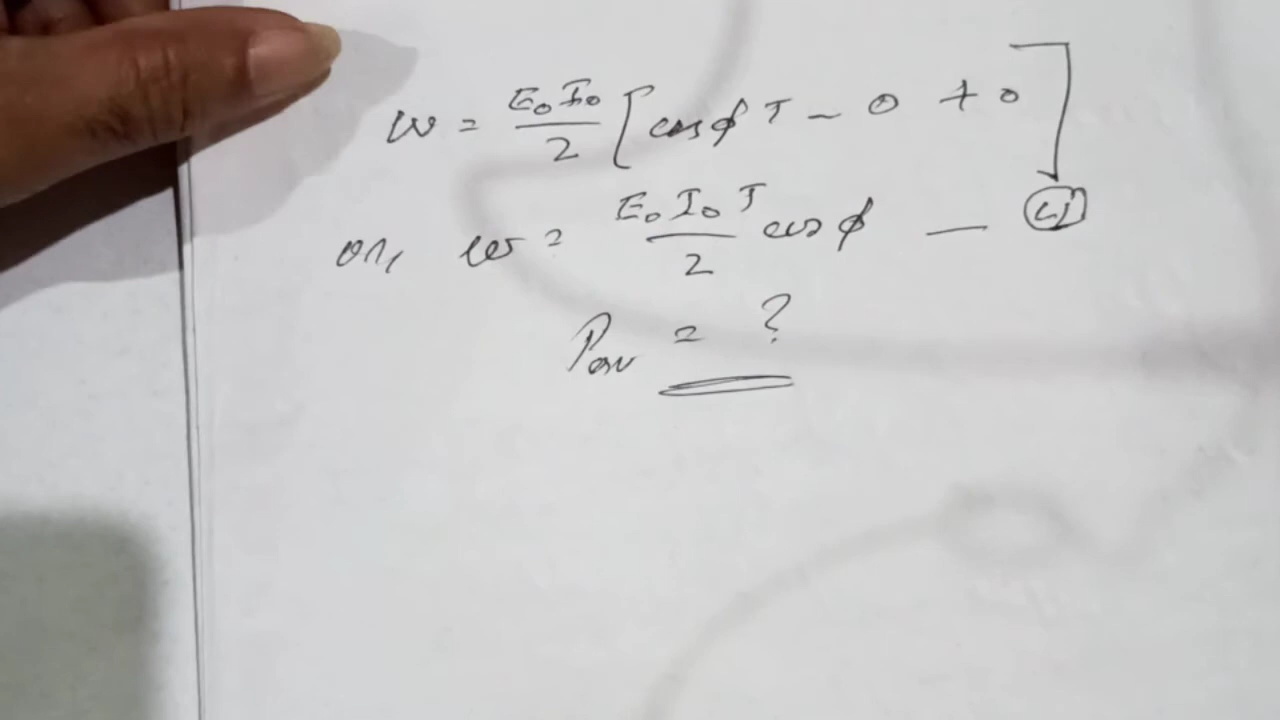 W = E₀I₀/2 [cosϕ T - 0 + 0]
or, W = E₀I₀T/2 cosϕ —
Pav = ?